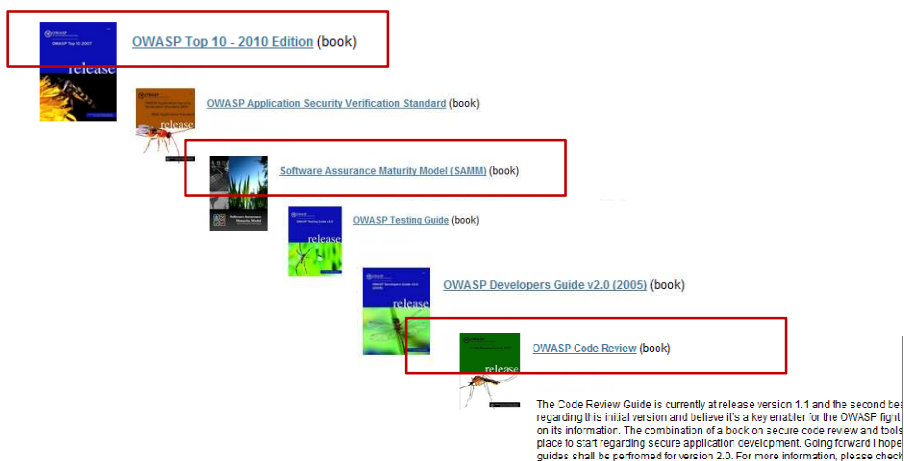 OWASP Top 10 - 2010 Edition (book)
release
OWASP Application Security Verification Standard (book)
release
Software Assurance Maturity Model (SAMM) (book)
Software Assurance
Maturity Model
OWASP Testing Guide (book)
release
OWASP Developers Guide v2.0 (2005) (book)
release
OWASP Code Review (book)
release
The Code Review Guide is currently at release version 1.1 and the second
regarding this initial version and believe it's a key enabler for the OWASP fight
on its information. The combination of a book on secure code review and tools
place to start regarding secure application development. Going forward I hope
guides shall be perfromed for version 2.0. For more information, please check